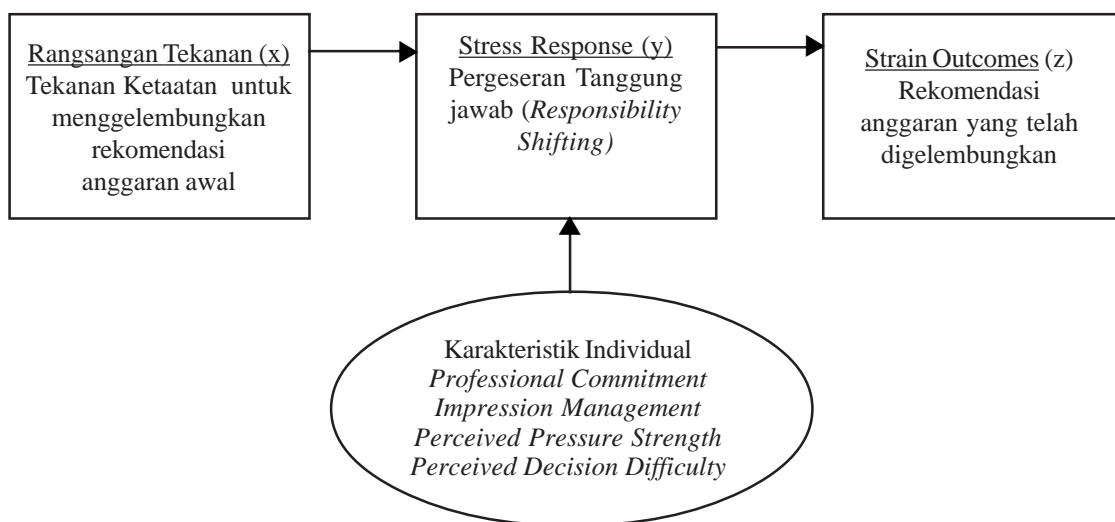 Rangsangan Tekanan (x)
Tekanan Ketaatan untuk
menggelembungkan
rekomendasi
anggaran awal
Stress Response (y)
Pergeseran Tanggung
jawab (Responsibility
Shifting)
Strain Outcomes (z)
Rekomendasi
anggaran yang telah
digelembungkan
Karakteristik Individual
Professional Commitment
Impression Management
Perceived Pressure Strength
Perceived Decision Difficulty